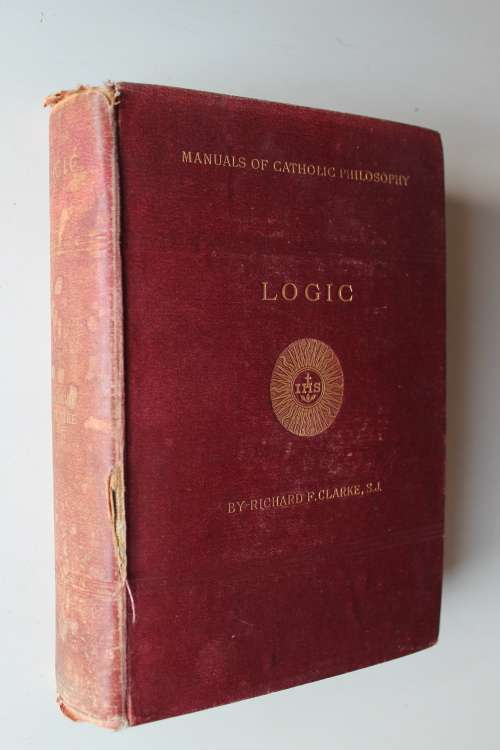 MANUALS OF CATHOLIC PHILOSOPHY
LOGIC
IHS
BY RICHARD F. CLARKE, S.J.